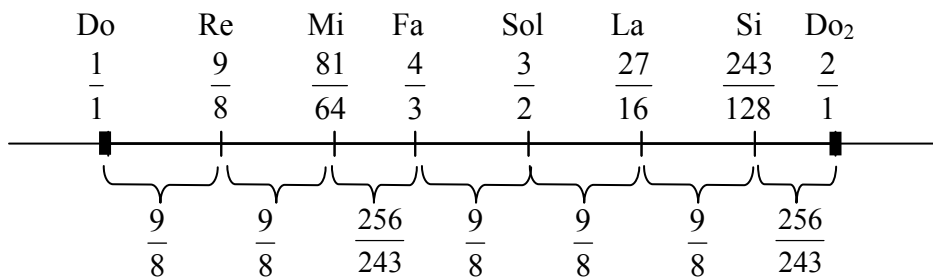 Do Re Mi Fa Sol La Si Do₂
1/1 9/8 81/64 4/3 3/2 27/16 243/128 2/1
9/8 9/8 256/243 9/8 9/8 9/8 256/243